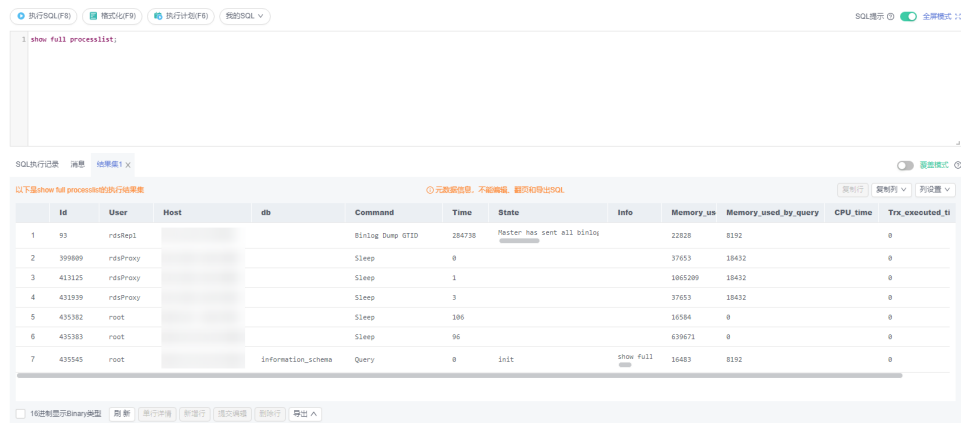 执行SQL(F8) 格式化(F9) 执行计划(F6) 我的SQL SQL提示 全屏模式
1 show full processlist;
SQL执行记录 消息 结果集1 覆盖模式
以下是show full processlist的执行结果集 元数据信息，不能编辑、翻页和导出SQL 复制行 复制列 列设置
Id User Host db Command Time State Info Memory_us Memory_used_by_query CPU_time Trx_executed_ti
1 93 rdsRepl Binlog Dump GTID 284738 Master has sent all binlog 22828 8192 0
2 399809 rdsProxy Sleep 0 37653 18432 0
3 413125 rdsProxy Sleep 1 1065209 18432 0
4 431939 rdsProxy Sleep 3 37653 18432 0
5 435382 root Sleep 106 16584 0 0
6 435383 root Sleep 96 639671 0 0
7 435545 root information_schema Query 0 init show full 16483 8192 0
16进制显示Binary类型 刷新 单行详情 新增行 提交编辑 删除行 导出